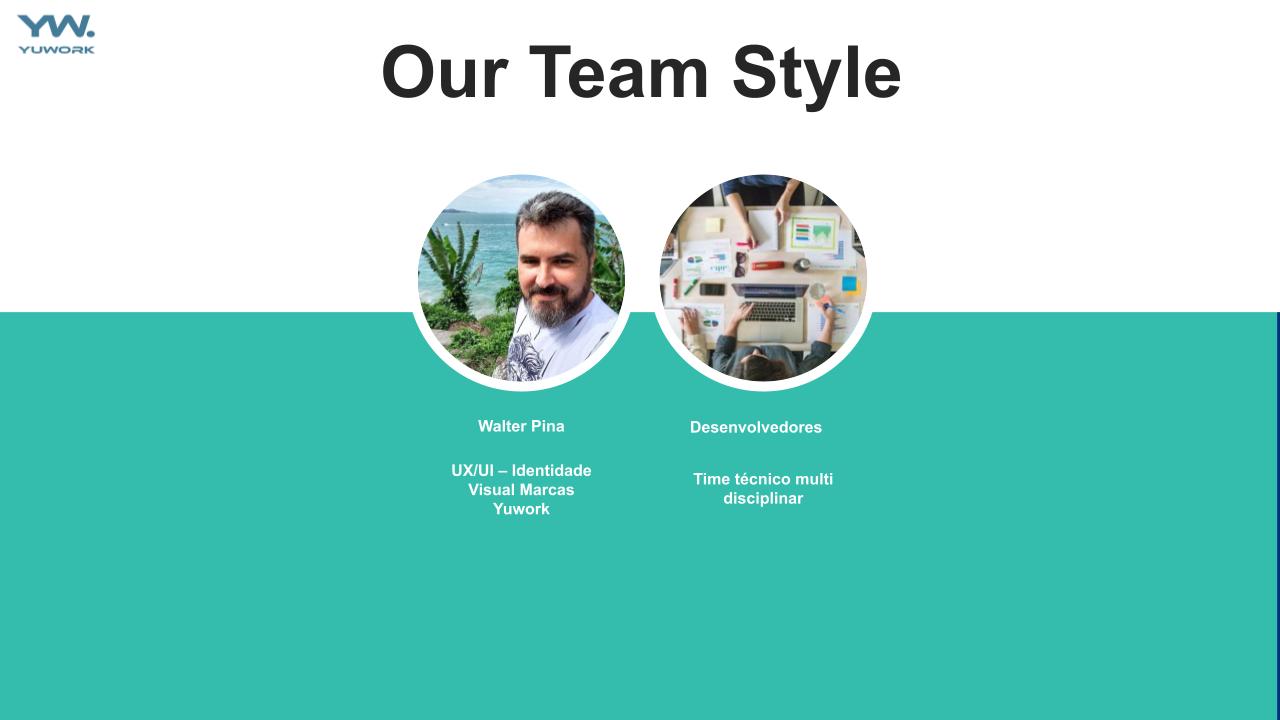 YW.
YUWORK
Our Team Style
Walter Pina
UX/UI – Identidade
Visual Marcas
Yuwork
Desenvolvedores
Time técnico multi
disciplinar